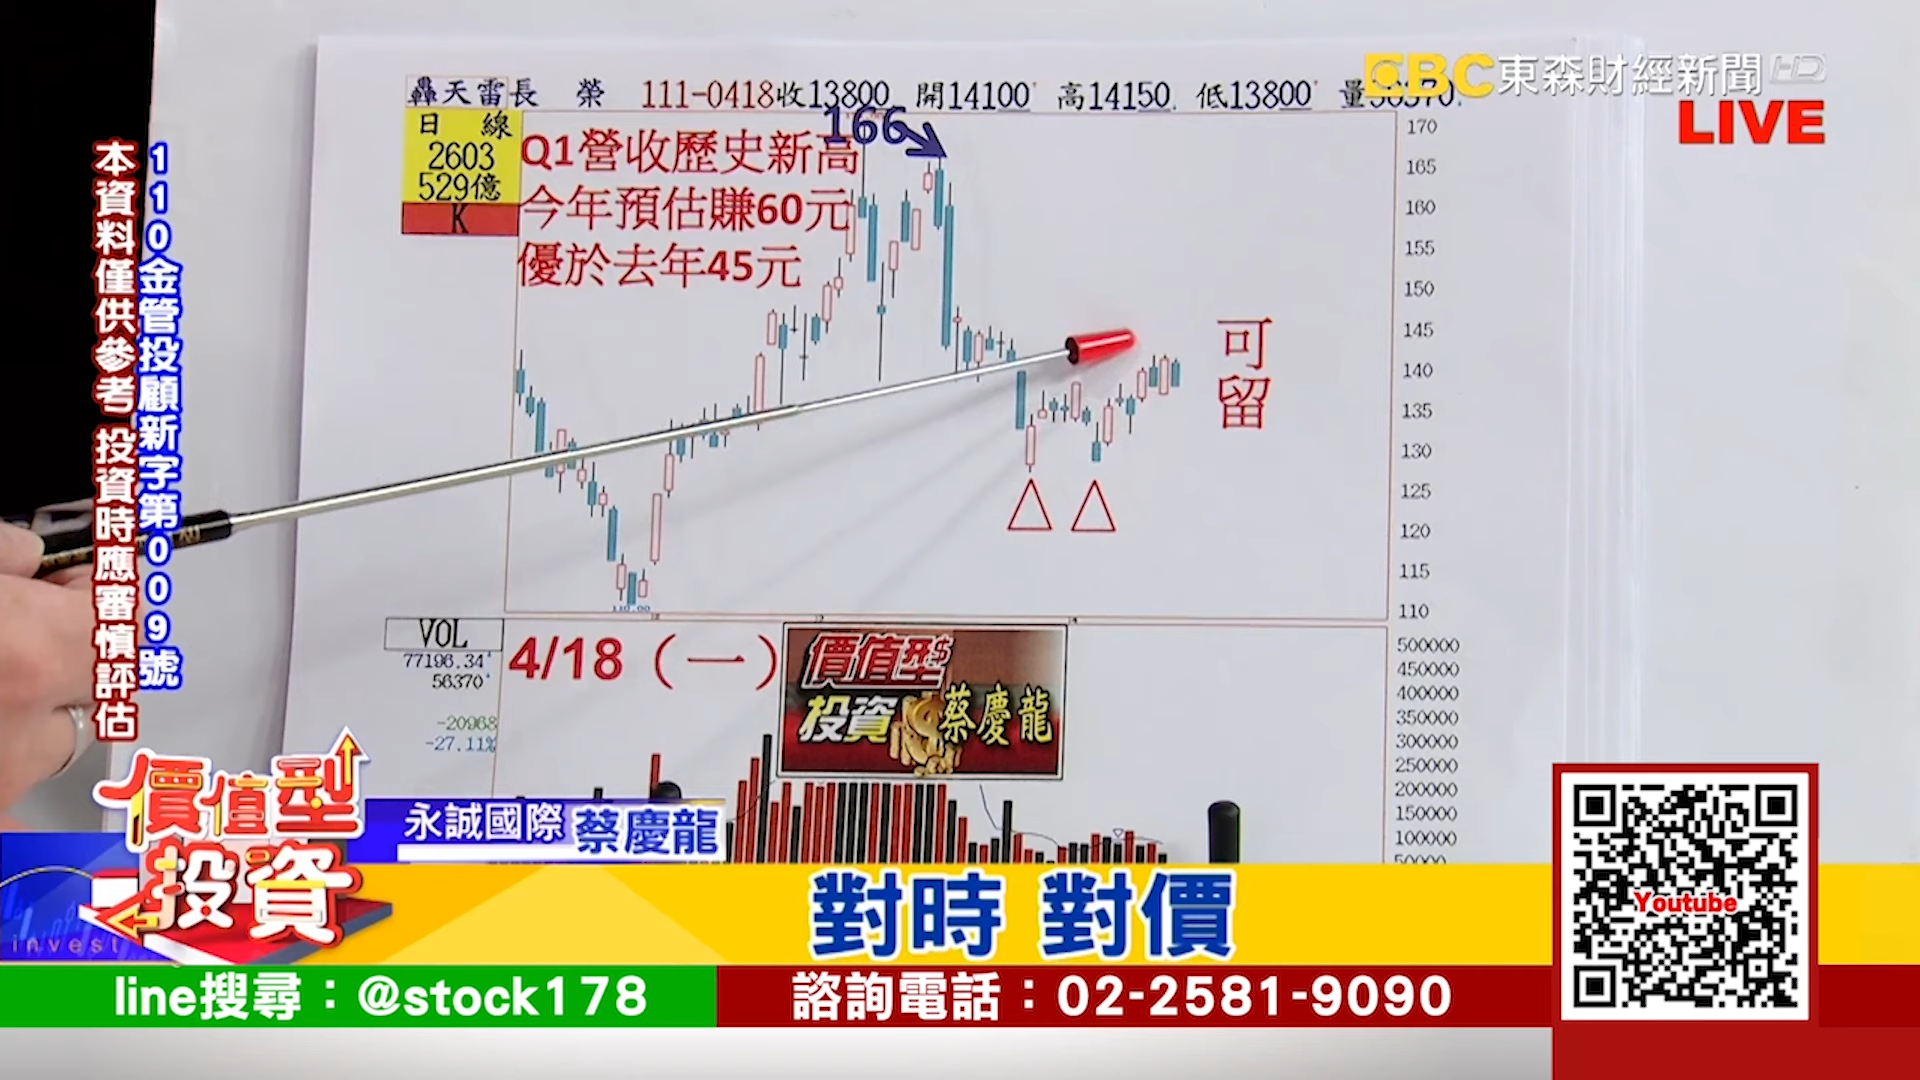 EBC東森財經新聞HD
LIVE
轟天雷長 榮 111-0418收13800 開14100 高14150 低13800
日 線
2603
529億
K
166
Q1營收歷史新高
今年預估賺60元
優於去年45元
可留
170
165
160
155
150
145
140
135
130
125
120
115
110
110.00
VOL
77196.34
56370
-20968
-27.11%
4/18（一）
價值型$
投資
蔡慶龍
500000
450000
400000
350000
300000
250000
200000
150000
100000
50000
110金管投顧新字第009號
本資料僅供參考 投資時應審慎評估
價值型
投資
invest
永誠國際 蔡慶龍
對時 對價
line搜尋：@stock178
諮詢電話：02-2581-9090
Youtube